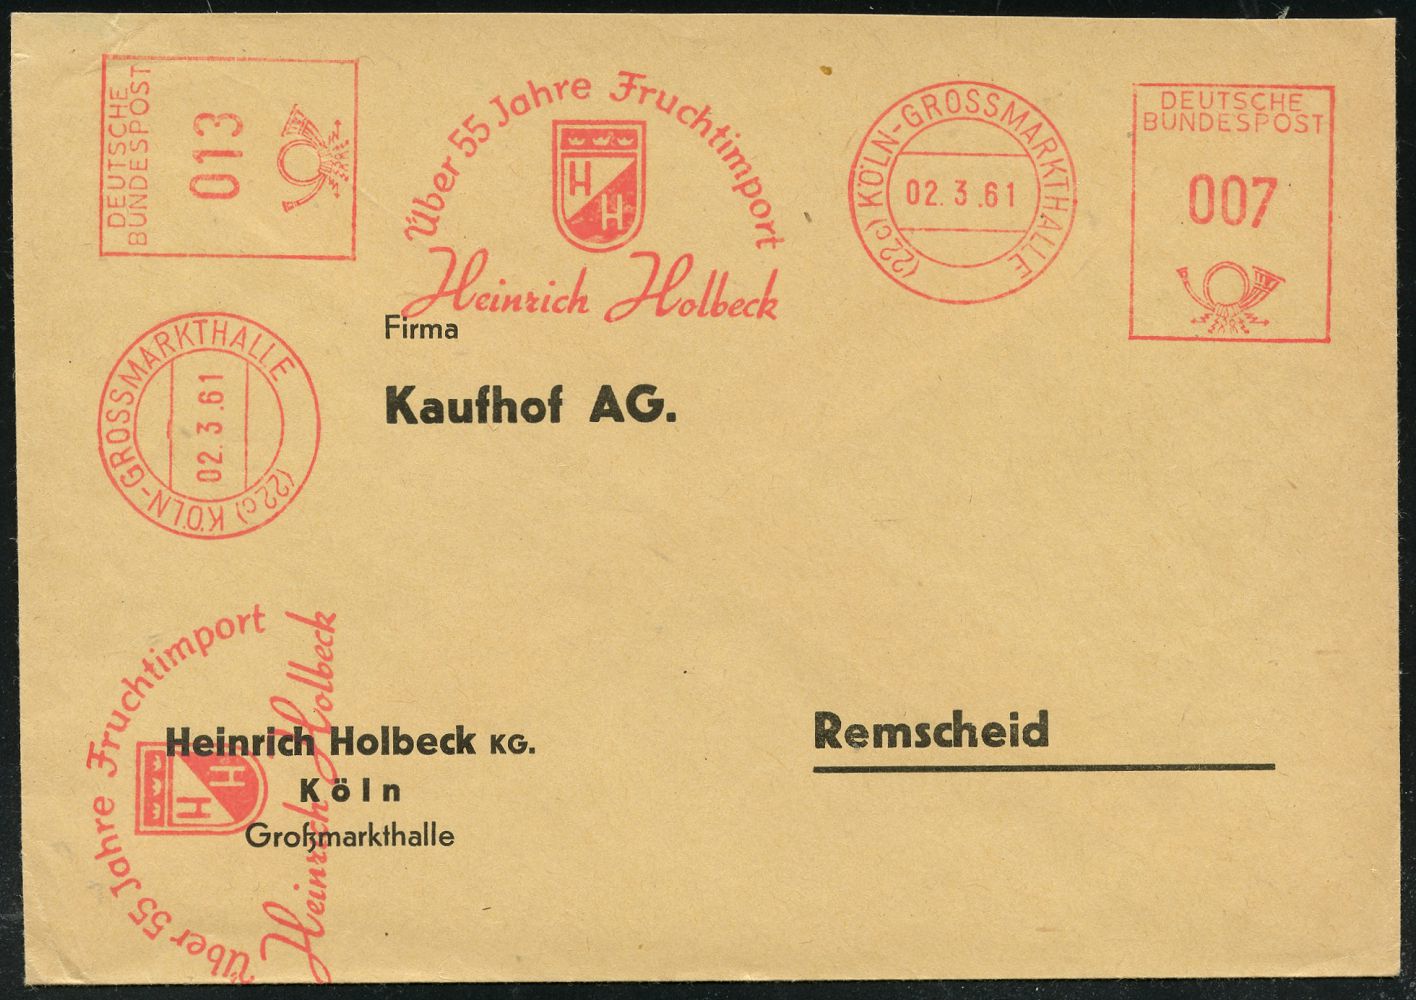 DEUTSCHE
BUNDESPOST
013
Über 55 Jahre Fruchtimport
H
H
Heinrich Holbeck
(22c) KÖLN-GROSSMARKTHALLE
02.3.61
DEUTSCHE
BUNDESPOST
007
(22c) KÖLN-GROSSMARKTHALLE
02.3.61
Firma
Kaufhof AG.
Remscheid
Über 55 Jahre Fruchtimport
H
H
Heinrich Holbeck
Heinrich Holbeck KG.
Köln
Großmarkthalle